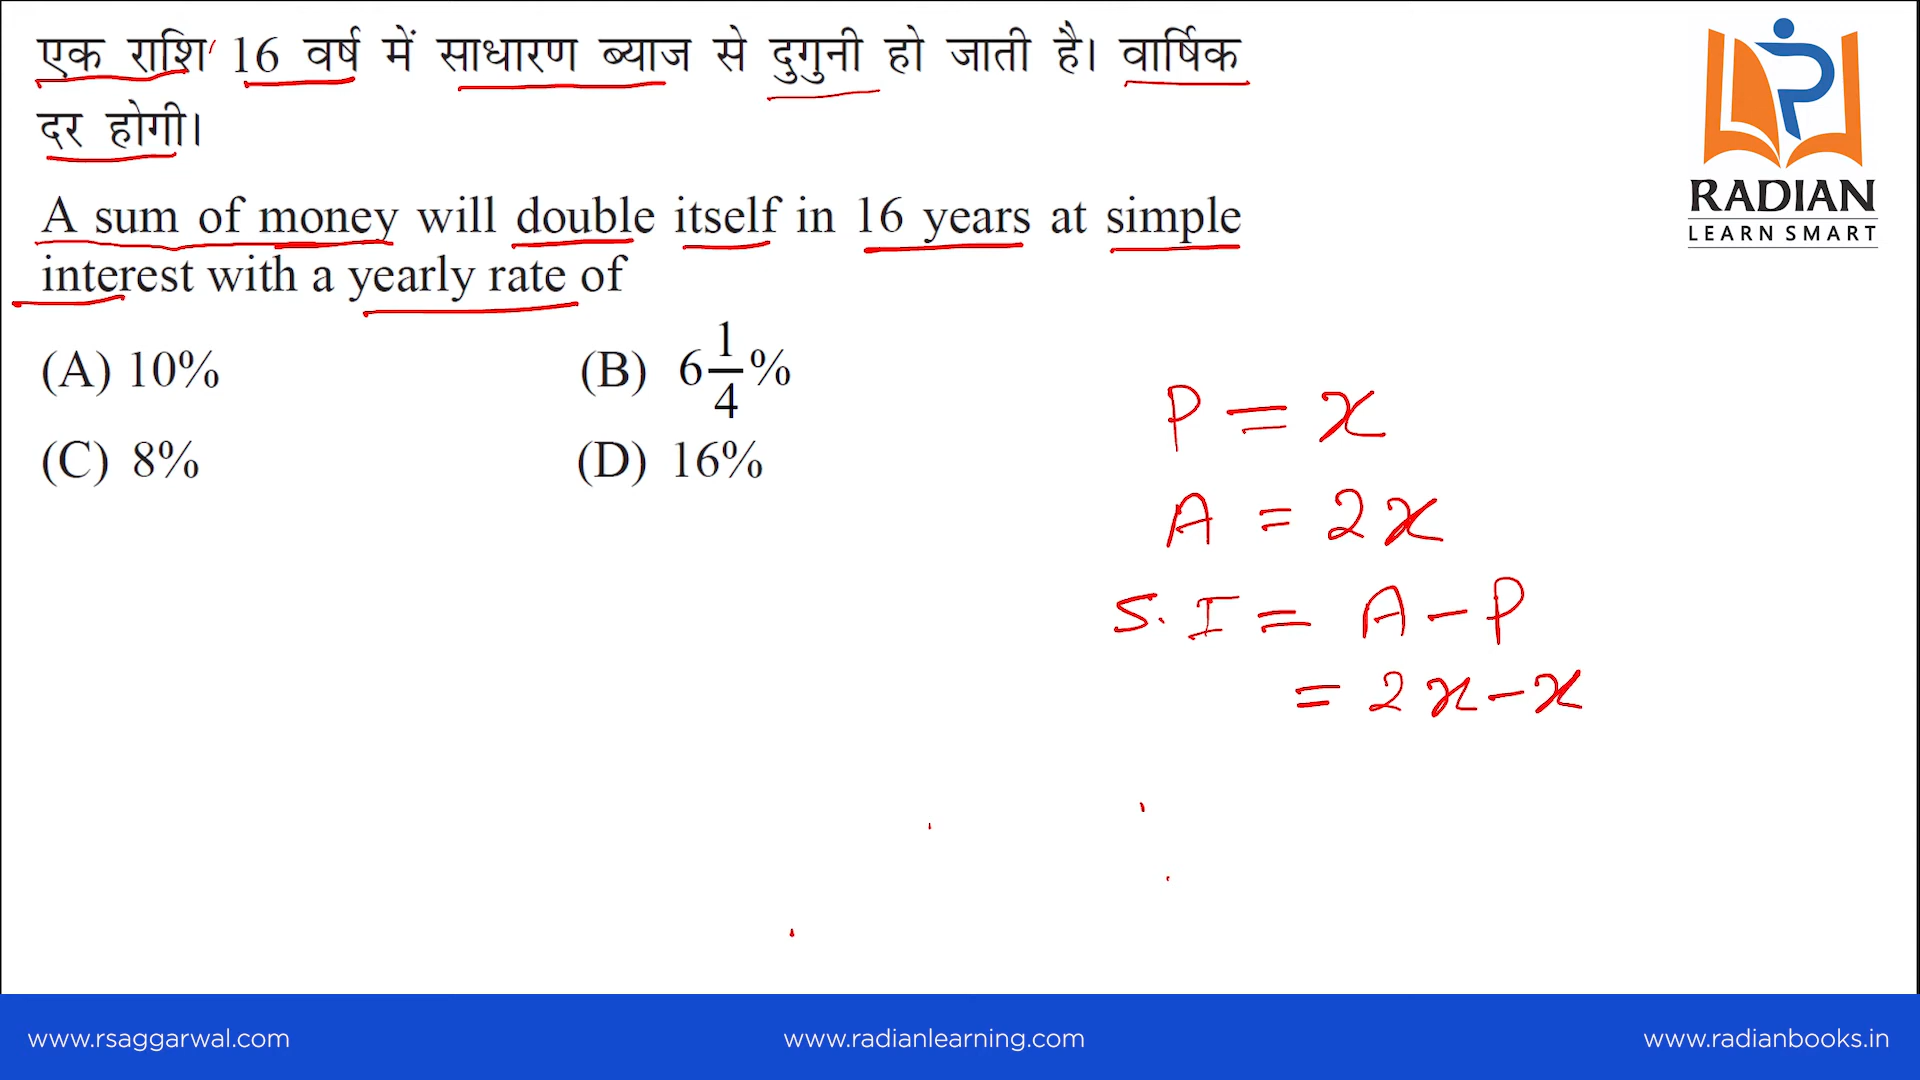 एक राशि 16 वर्ष में साधारण ब्याज से दुगुनी हो जाती है। वार्षिक
दर होगी।
A sum of money will double itself in 16 years at simple
interest with a yearly rate of
(A) 10%
(B) 6 1/4 %
(C) 8%
(D) 16%
P = x
A = 2x
S.I = A - P
= 2x - x
RADIAN
LEARN SMART
www.rsaggarwal.com
www.radianlearning.com
www.radianbooks.in